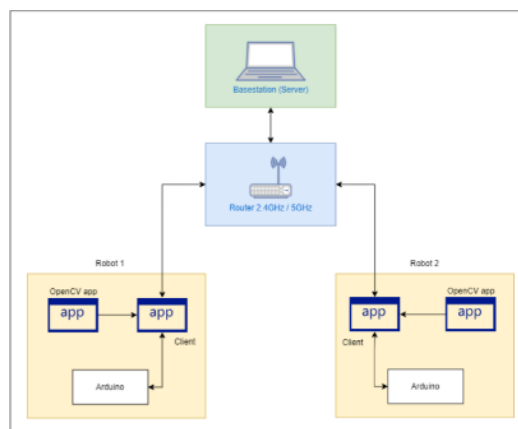 Basestation (Server)
Router 2.4GHz / 5GHz
Robot 1
OpenCV app
app
app
Client
Arduino
Robot 2
OpenCV app
app
app
Client
Arduino